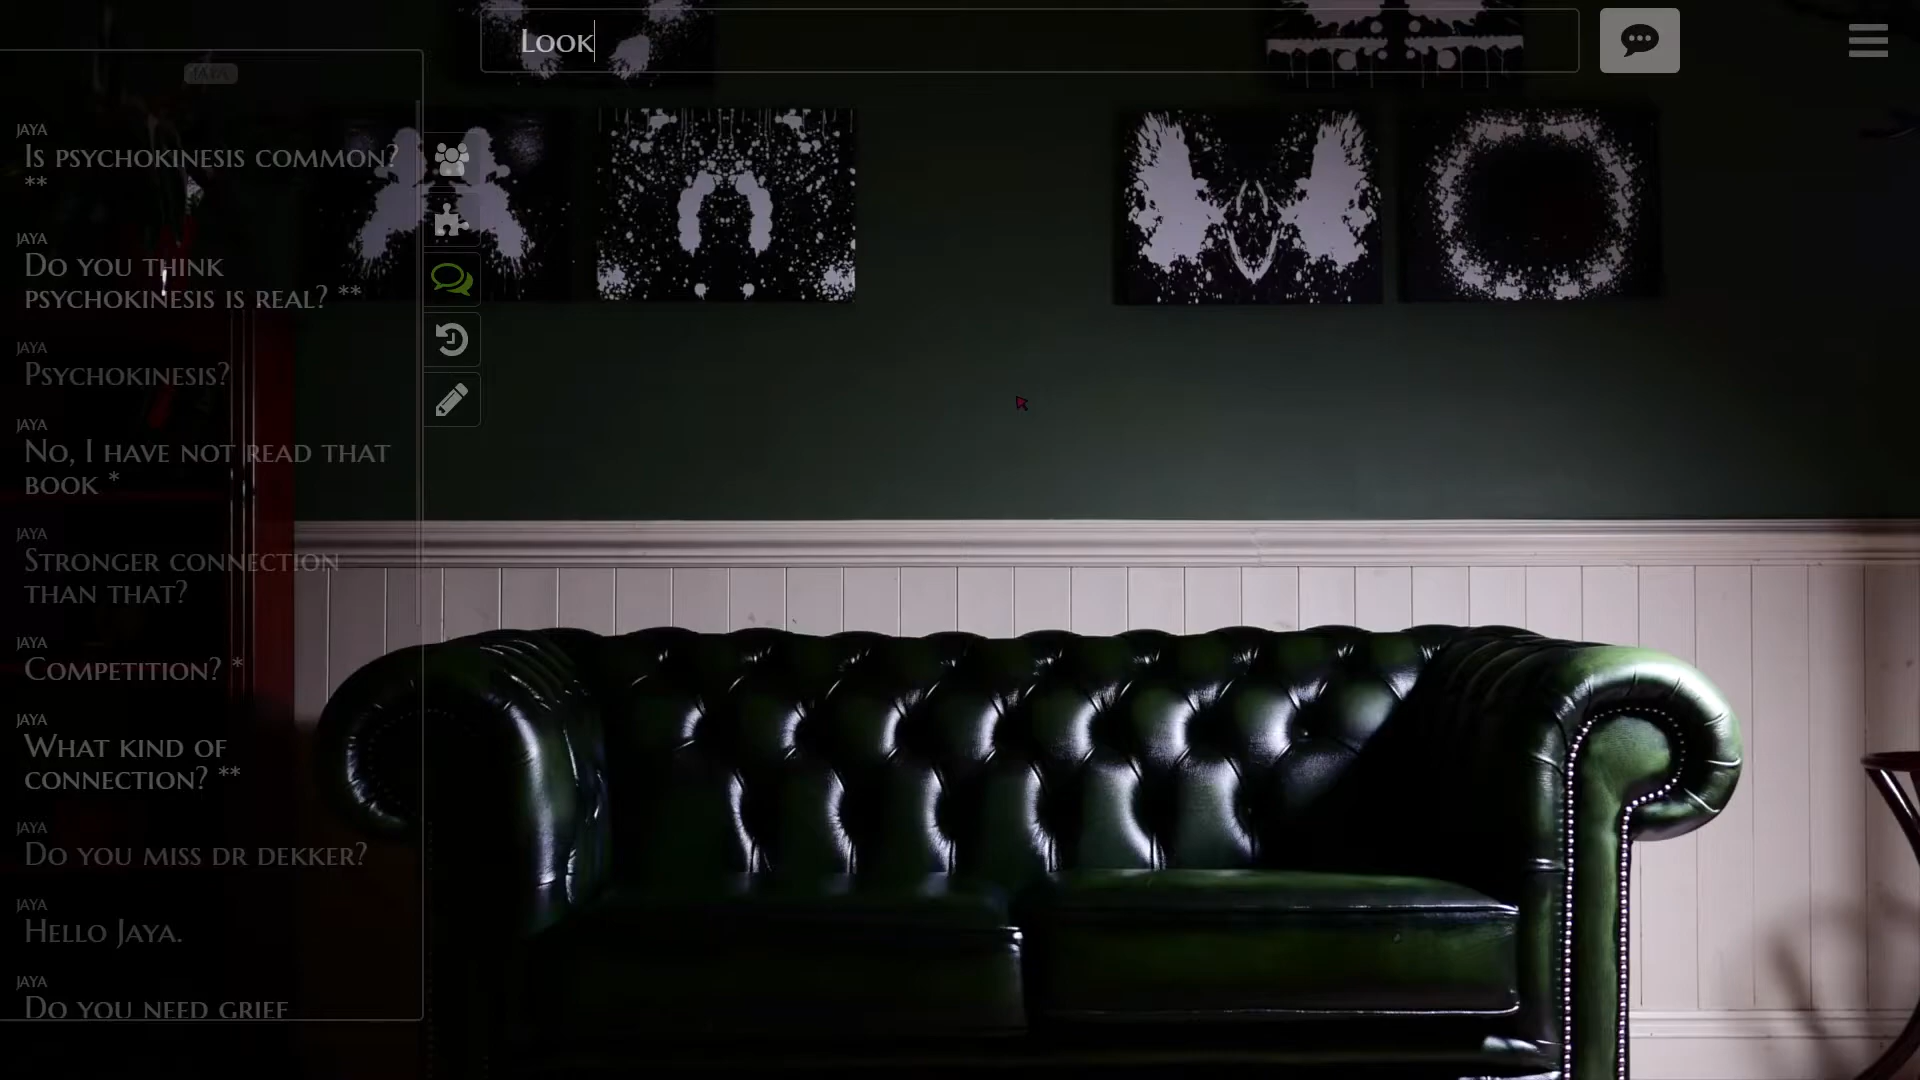 Look
JAYA
JAYA
Is psychokinesis common?
**
JAYA
Do you think
psychokinesis is real? **
JAYA
Psychokinesis?
JAYA
No, I have not read that
book *
JAYA
Stronger connection
than that?
JAYA
Competition? *
JAYA
What kind of
connection? **
JAYA
Do you miss dr dekker?
JAYA
Hello Jaya.
JAYA
Do you need grief